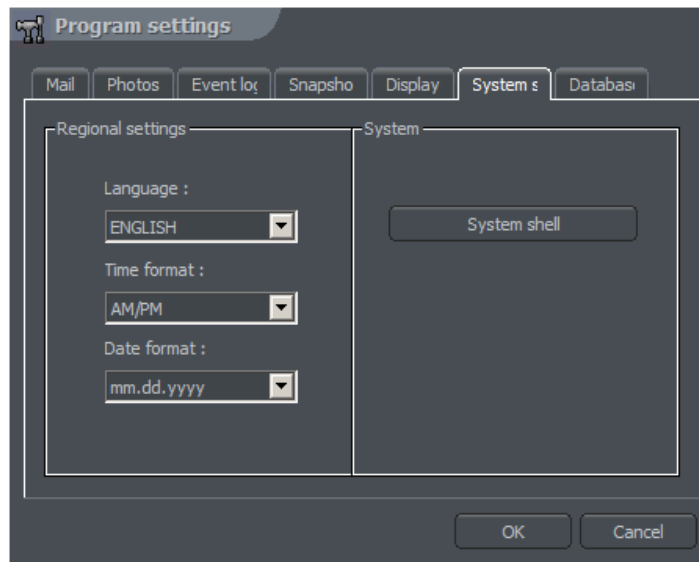 Program settings
Mail Photos Event log Snapsho Display System s Databas
Regional settings
Language :
ENGLISH
Time format :
AM/PM
Date format :
mm.dd.yyyy
System
System shell
OK Cancel